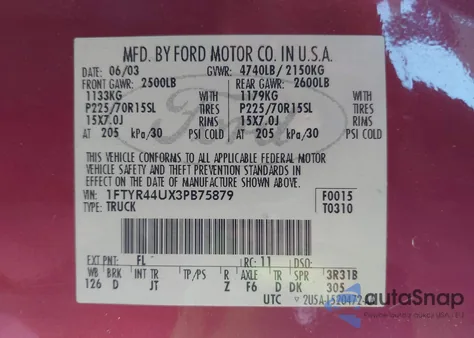 MFD. BY FORD MOTOR CO. IN U.S.A.
DATE: 06/03 GVWR: 4740LB/ 2150KG
FRONT GAWR: 2500LB REAR GAWR: 2600LB
1133KG WITH 1179KG WITH
P225/70R15SL TIRES P225/70R15SL TIRES
15X7.0J RIMS 15X7.0J RIMS
AT 205 kPa/30 PSI COLD AT 205 kPa/30 PSI COLD
Ford
THIS VEHICLE CONFORMS TO ALL APPLICABLE FEDERAL MOTOR
VEHICLE SAFETY AND THEFT PREVENTION STANDARDS IN EFFECT ON
THE DATE OF MANUFACTURE SHOWN ABOVE.
VIN: 1FTYR44UX3PB75879 F0015
TYPE: TRUCK T0310
EXT PNT: FL RC: 11 DSO:
WB BRK INT TR TP/PS R AXLE TR SPR 3R31B
126 D JT Z F6 D DK 305
UTC
autoSnap